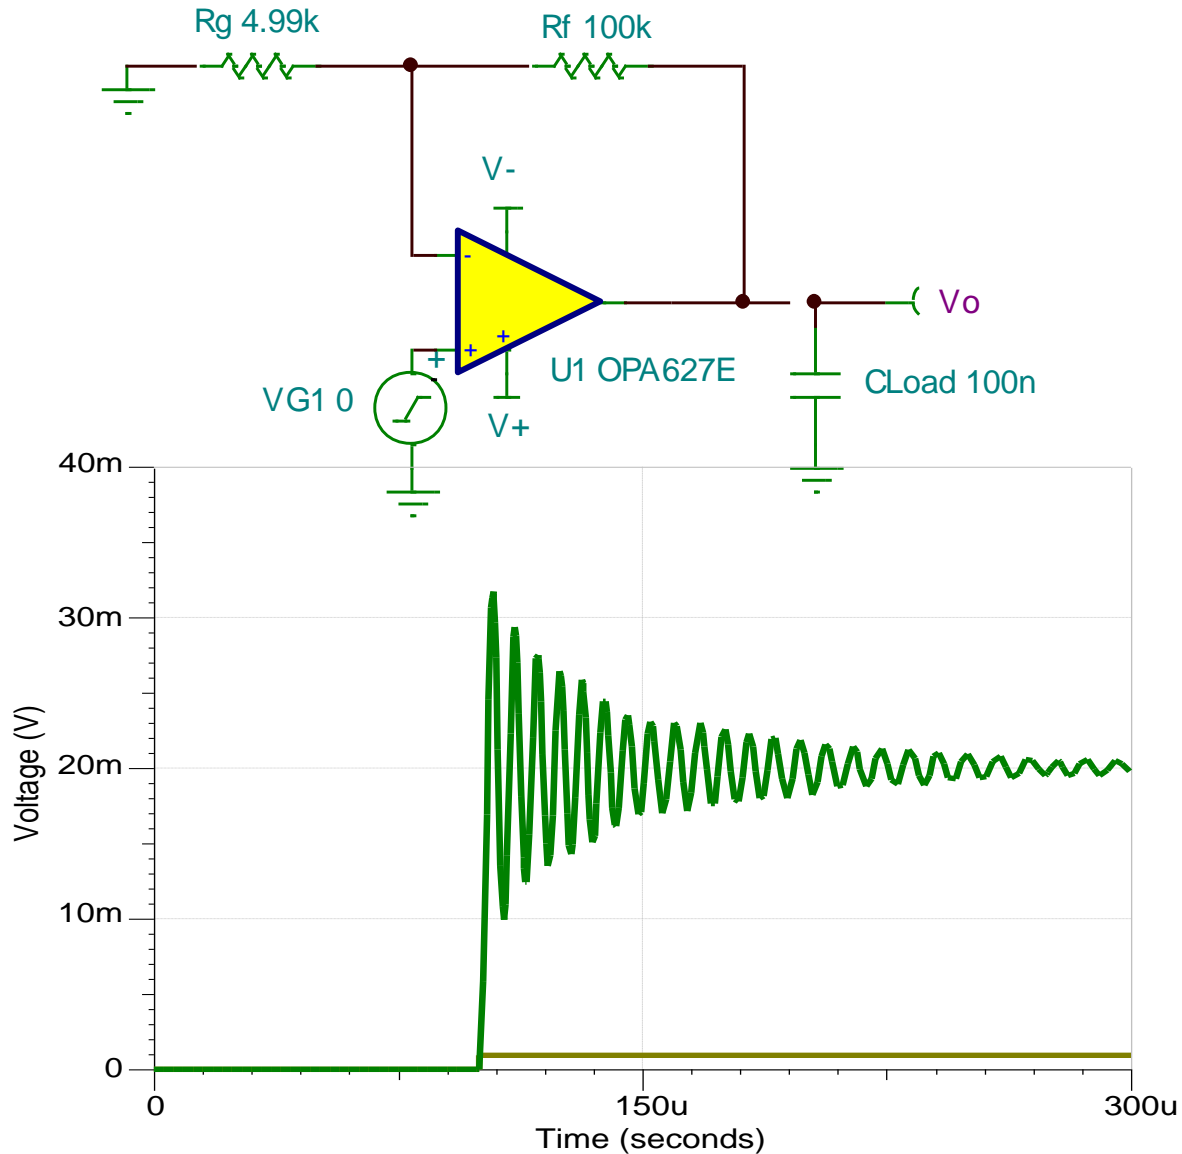 Rg 4.99k
Rf 100k
V-
-
+
+
+
Vo
U1 OPA627E
VG1 0
CLoad 100n
V+
40m
30m
20m
10m
0
Voltage (V)
0
150u
300u
Time (seconds)